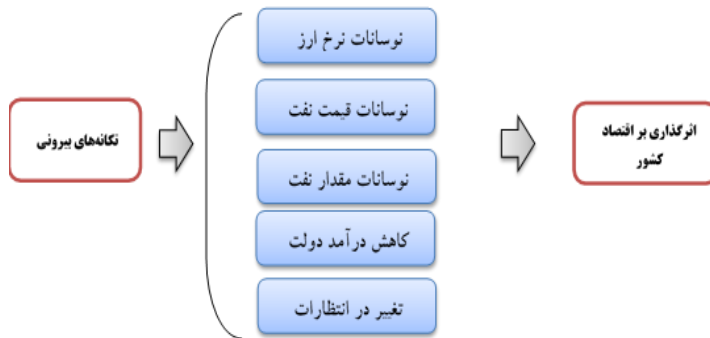 تکانه‌های بیرونی
نوسانات نرخ ارز
نوسانات قیمت نفت
نوسانات مقدار نفت
کاهش درآمد دولت
تغییر در انتظارات
اثرگذاری بر اقتصاد
کشور